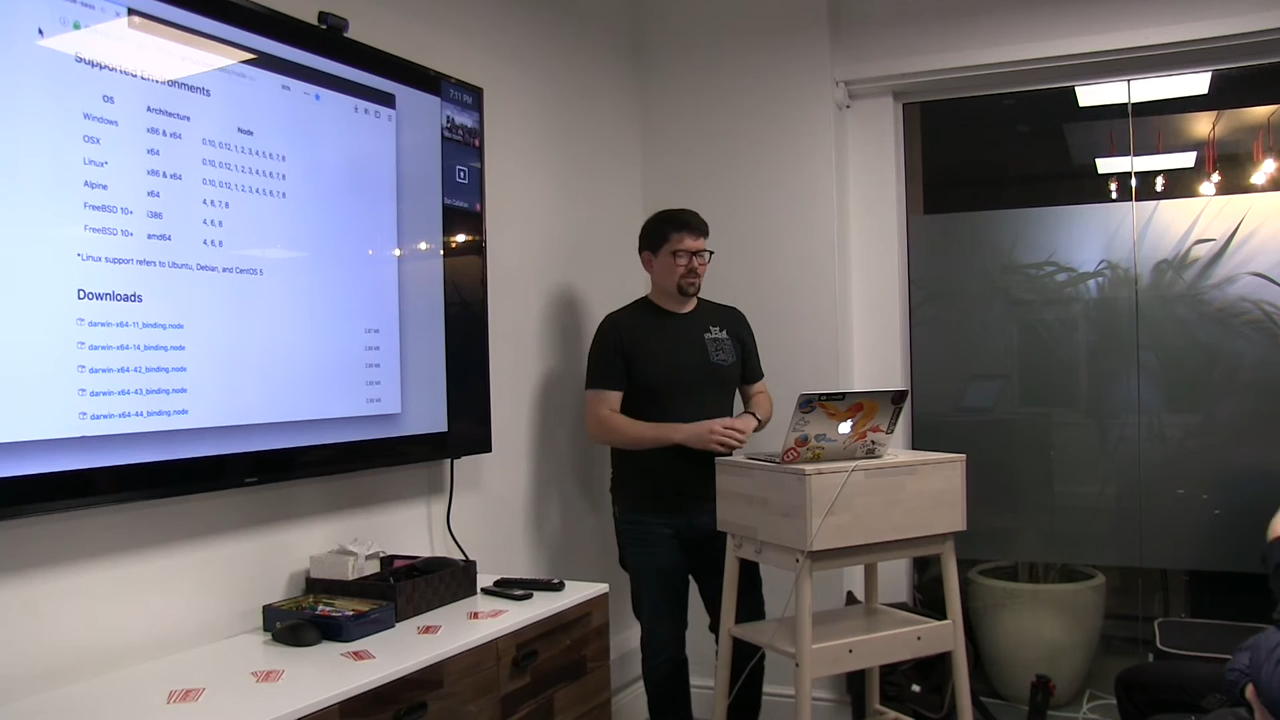 7:11 PM
Supported Environments
OS Architecture Node
Windows x86 & x64 0.10, 0.12, 1, 2, 3, 4, 5, 6, 7, 8
OSX x64 0.10, 0.12, 1, 2, 3, 4, 5, 6, 7, 8
Linux* x86 & x64 0.10, 0.12, 1, 2, 3, 4, 5, 6, 7, 8
Alpine x64 4, 6, 7, 8
FreeBSD 10+ i386 4, 6, 8
FreeBSD 10+ amd64 4, 6, 8
*Linux support refers to Ubuntu, Debian, and CentOS 5
Dan Callahan
Downloads
darwin-x64-11_binding.node
darwin-x64-14_binding.node
darwin-x64-42_binding.node
darwin-x64-43_binding.node
darwin-x64-44_binding.node